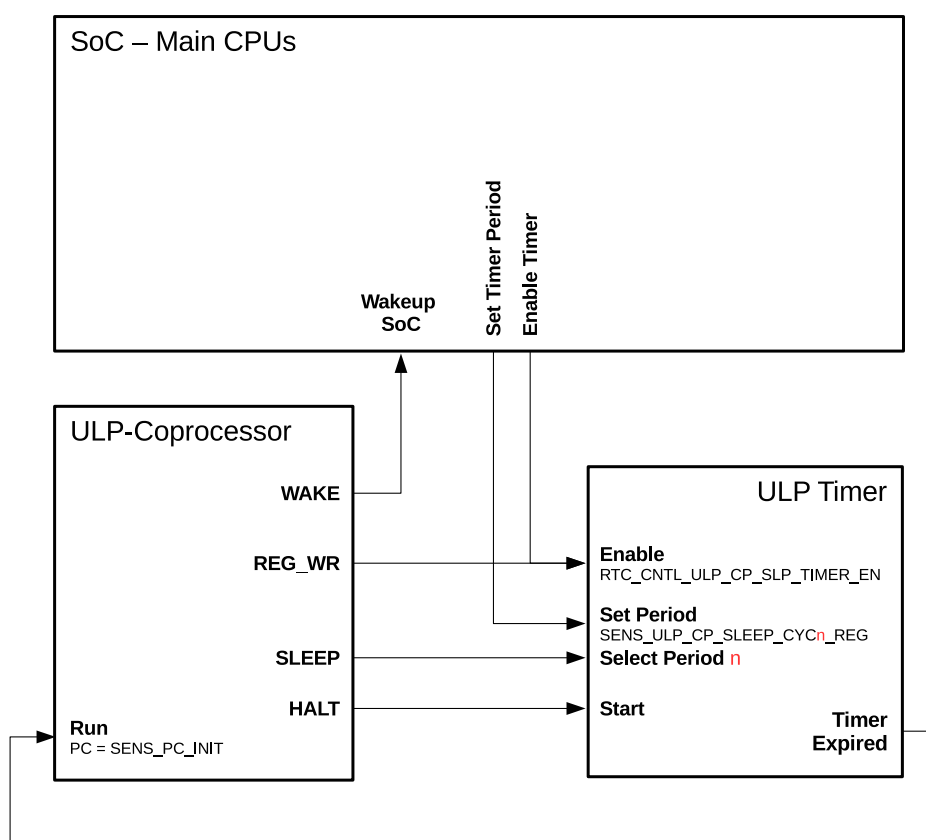 SoC – Main CPUs
Set Timer Period
Enable Timer
Wakeup
SoC
ULP-Coprocessor
WAKE
REG_WR
SLEEP
HALT
Run
PC = SENS_PC_INIT
ULP Timer
Enable
RTC_CNTL_ULP_CP_SLP_TIMER_EN
Set Period
SENS_ULP_CP_SLEEP_CYCn_REG
Select Period n
Start
Timer
Expired